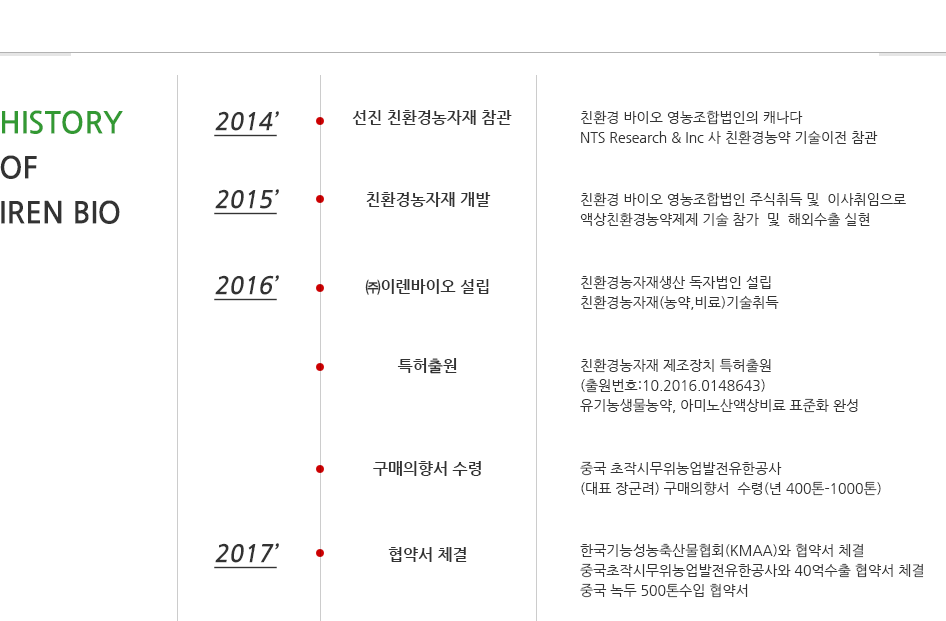 HISTORY
OF
IREN BIO
2014’
선진 친환경농자재 참관
친환경 바이오 영농조합법인의 캐나다
NTS Research & Inc 사 친환경농약 기술이전 참관
2015’
친환경농자재 개발
친환경 바이오 영농조합법인 주식취득 및 이사취임으로
액상친환경농약제제 기술 참가 및 해외수출 실현
2016’
㈜이렌바이오 설립
친환경농자재생산 독자법인 설립
친환경농자재(농약,비료)기술취득
특허출원
친환경농자재 제조장치 특허출원
(출원번호:10.2016.0148643)
유기농생물농약, 아미노산액상비료 표준화 완성
구매의향서 수령
중국 초작시무위농업발전유한공사
(대표 장군려) 구매의향서 수령(년 400톤-1000톤)
2017’
협약서 체결
한국기능성농축산물협회(KMAA)와 협약서 체결
중국초작시무위농업발전유한공사와 40억수출 협약서 체결
중국 녹두 500톤수입 협약서